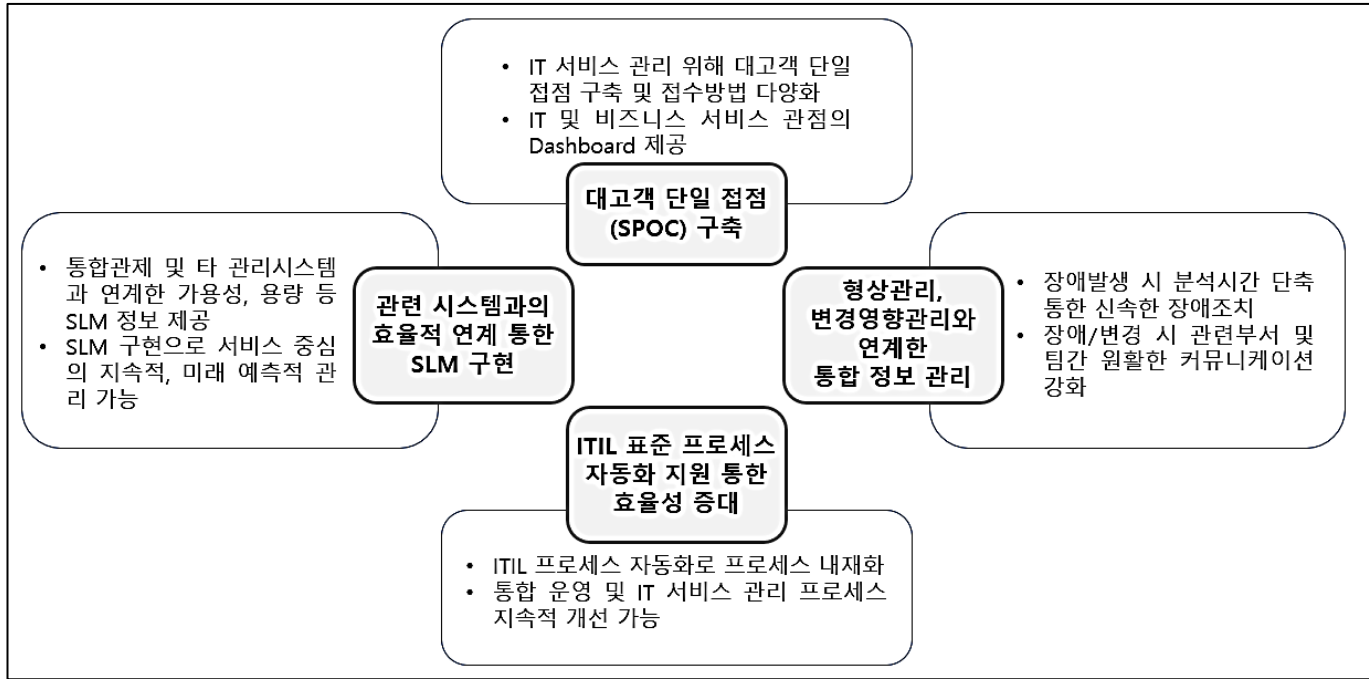 • IT 서비스 관리 위해 대고객 단일
접점 구축 및 접수방법 다양화
• IT 및 비즈니스 서비스 관점의
Dashboard 제공
대고객 단일 접점
(SPOC) 구축
• 통합관제 및 타 관리시스템
과 연계한 가용성, 용량 등
SLM 정보 제공
• SLM 구현으로 서비스 중심
의 지속적, 미래 예측적 관
리 가능
관련 시스템과의
효율적 연계 통한
SLM 구현
형상관리,
변경영향관리와
연계한
통합 정보 관리
• 장애발생 시 분석시간 단축
통한 신속한 장애조치
• 장애/변경 시 관련부서 및
팀간 원활한 커뮤니케이션
강화
ITIL 표준 프로세스
자동화 지원 통한
효율성 증대
• ITIL 프로세스 자동화로 프로세스 내재화
• 통합 운영 및 IT 서비스 관리 프로세스
지속적 개선 가능